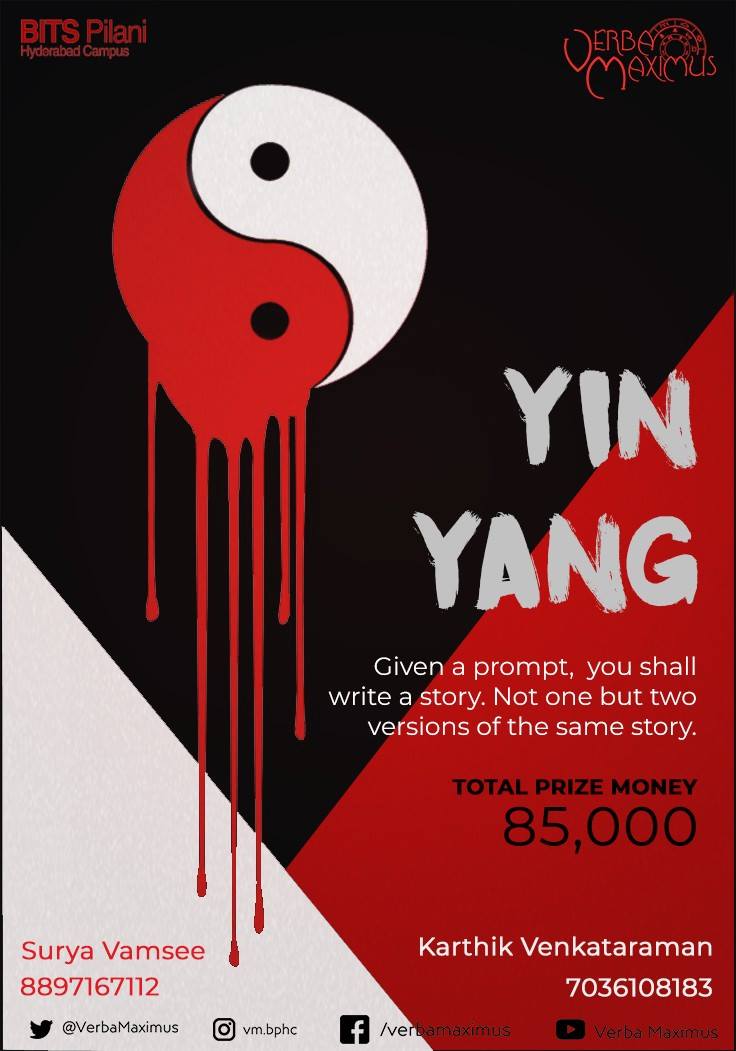 BITS Pilani
Hyderabad Campus
VERBA
MAXIMUS
YIN
YANG
Given a prompt, you shall
write a story. Not one but two
versions of the same story.
TOTAL PRIZE MONEY
85,000
Surya Vamsee
8897167112
Karthik Venkataraman
7036108183
@VerbaMaximus
vm.bphc
/verbamaximus
Verba Maximus